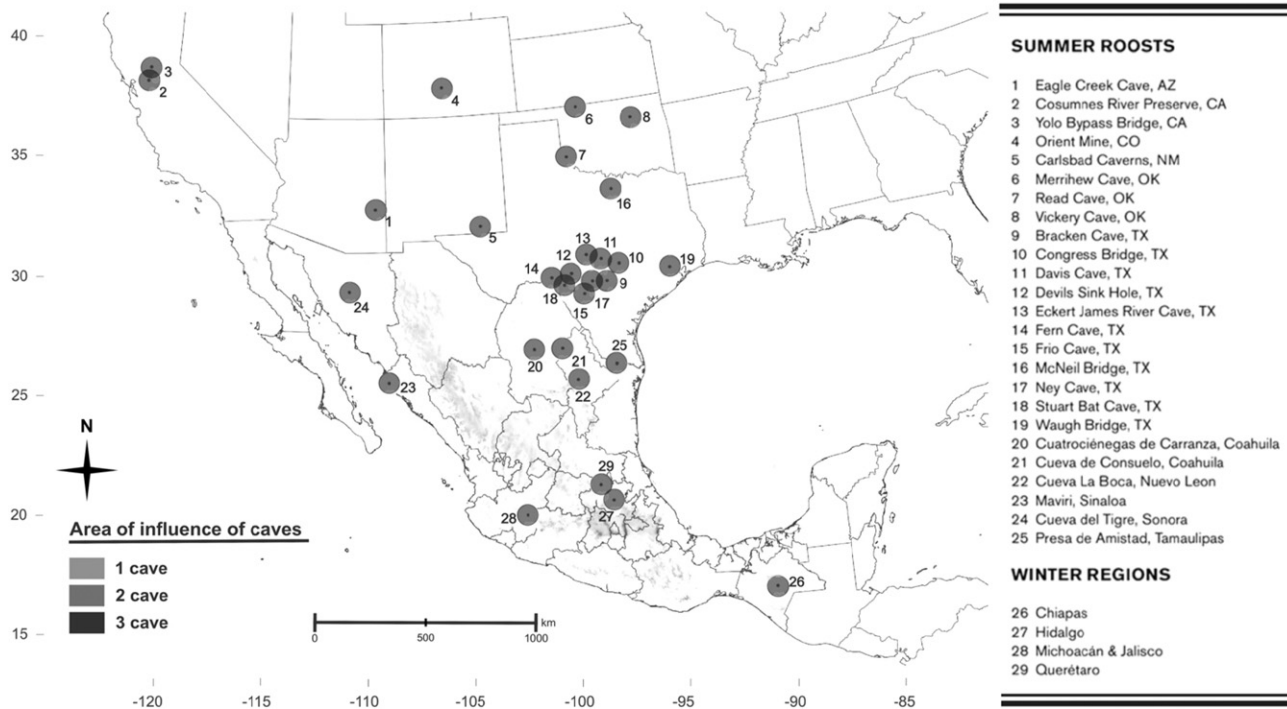 40
35
30
25
20
15
-120
-115
-110
-105
-100
-95
-90
-85
3
2
4
6
8
7
16
1
5
13
11
12
10
14
9
19
18
17
15
24
20
21
25
22
23
29
28
27
26
N
Area of influence of caves
1 cave
2 cave
3 cave
0
500
1000
km
SUMMER ROOSTS
1 Eagle Creek Cave, AZ
2 Cosumnes River Preserve, CA
3 Yolo Bypass Bridge, CA
4 Orient Mine, CO
5 Carlsbad Caverns, NM
6 Merrihew Cave, OK
7 Read Cave, OK
8 Vickery Cave, OK
9 Bracken Cave, TX
10 Congress Bridge, TX
11 Davis Cave, TX
12 Devils Sink Hole, TX
13 Eckert James River Cave, TX
14 Fern Cave, TX
15 Frio Cave, TX
16 McNeil Bridge, TX
17 Ney Cave, TX
18 Stuart Bat Cave, TX
19 Waugh Bridge, TX
20 Cuatrociénegas de Carranza, Coahuila
21 Cueva de Consuelo, Coahuila
22 Cueva La Boca, Nuevo Leon
23 Maviri, Sinaloa
24 Cueva del Tigre, Sonora
25 Presa de Amistad, Tamaulipas
WINTER REGIONS
26 Chiapas
27 Hidalgo
28 Michoacán & Jalisco
29 Querétaro